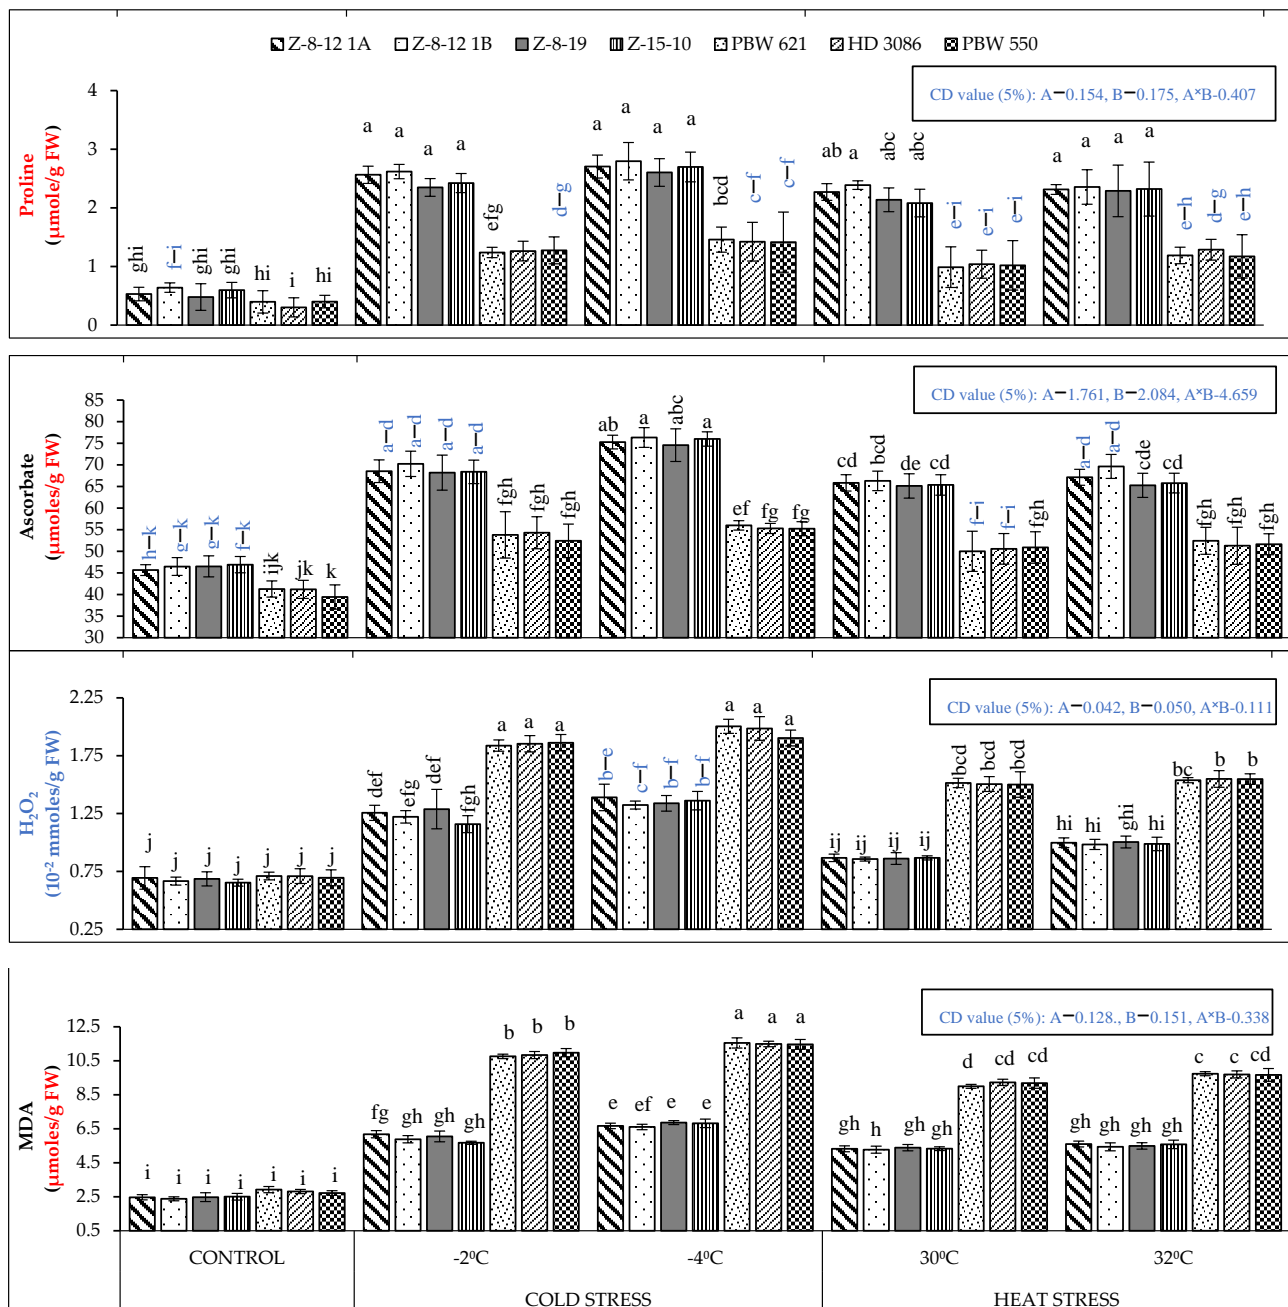 Z-8-12 1A Z-8-12 1B Z-8-19 Z-15-10 PBW 621 HD 3086 PBW 550
CD value (5%): A–0.154, B–0.175, A*B-0.407
Proline
(µmole/g FW)
4
3
2
1
0
ghi f–i ghi ghi hi i hi
a a a a efg d–g
a a a a bcd c–f c–f
ab a abc abc e–i e–i e–i
a a a a e–h d–g e–h
CD value (5%): A–1.761, B–2.084, A*B-4.659
Ascorbate
(µmoles/g FW)
85
80
75
70
65
60
55
50
45
40
35
30
h–k g–k g–k f–k ijk jk k
a–d a–d a–d a–d fgh fgh fgh
ab a abc a ef fg fg
cd bcd de cd f–i f–i fgh
a–d a–d cde cd fgh fgh fgh
CD value (5%): A–0.042, B–0.050, A*B-0.111
H₂O₂
(10⁻² mmoles/g FW)
2.25
1.75
1.25
0.75
0.25
j j j j j j j
def efg def fgh a a a
b–e c–f b–f b–f a a a
ij ij ij ij bcd bcd bcd
hi hi ghi hi bc b b
CD value (5%): A–0.128., B–0.151, A*B-0.338
MDA
(µmoles/g FW)
12.5
10.5
8.5
6.5
4.5
2.5
0.5
i i i i i i i
fg gh gh gh b b b
e ef e e a a a
gh h gh gh d cd cd
gh gh gh gh c c cd
CONTROL -2⁰C -4⁰C 30⁰C 32⁰C
COLD STRESS HEAT STRESS